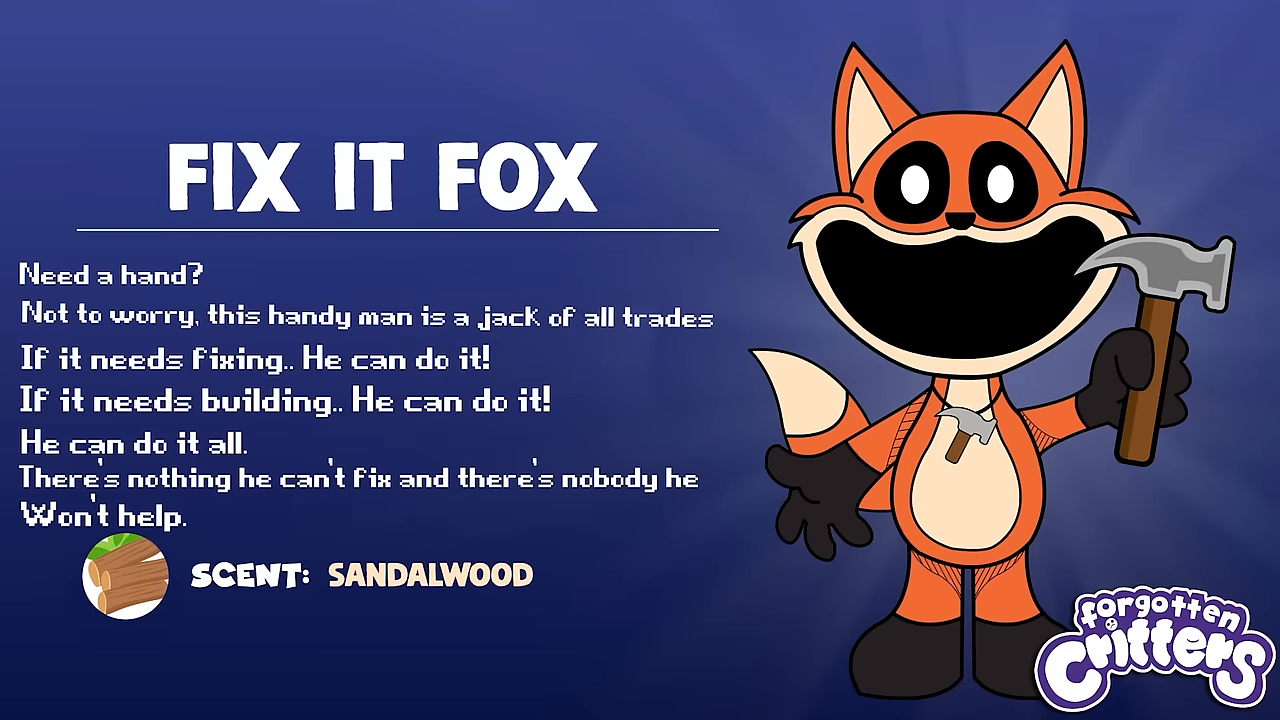 FIX IT FOX
Need a hand?
Not to worry, this handy man is a jack of all trades
If it needs fixing.. He can do it!
If it needs building.. He can do it!
He can do it all.
There's nothing he can't fix and there's nobody he
Won't help.
SCENT: SANDALWOOD
forgotten
Critters